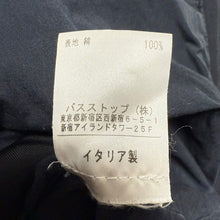 表地 綿 100%
バスストップ(株)
東京都新宿区西新宿6-5-1
新宿アイランドタワー25F
イタリア製